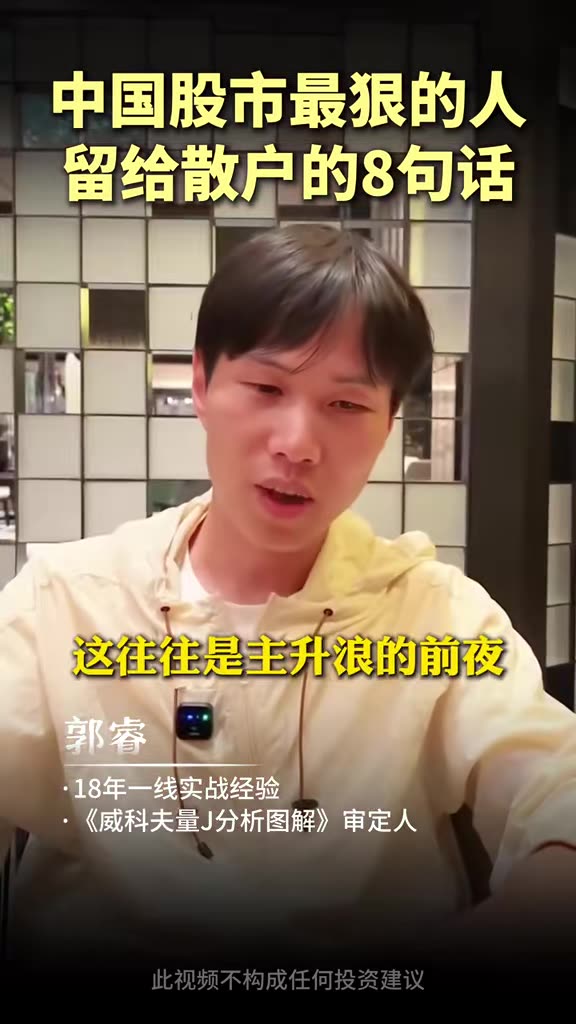 中国股市最狠的人
留给散户的8句话
这往往是主升浪的前夜
郭睿
·18年一线实战经验
·《威科夫量J分析图解》审定人
此视频不构成任何投资建议